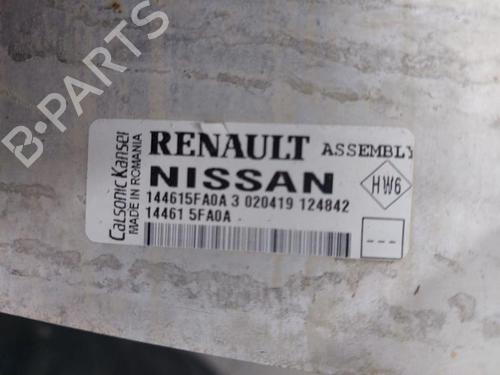 B-PARTS
Calsonic Kansei
MADE IN ROMANIA
RENAULT ASSEMBLY
NISSAN
HW6
144615FA0A 3 020419 124842
14461 5FA0A
---